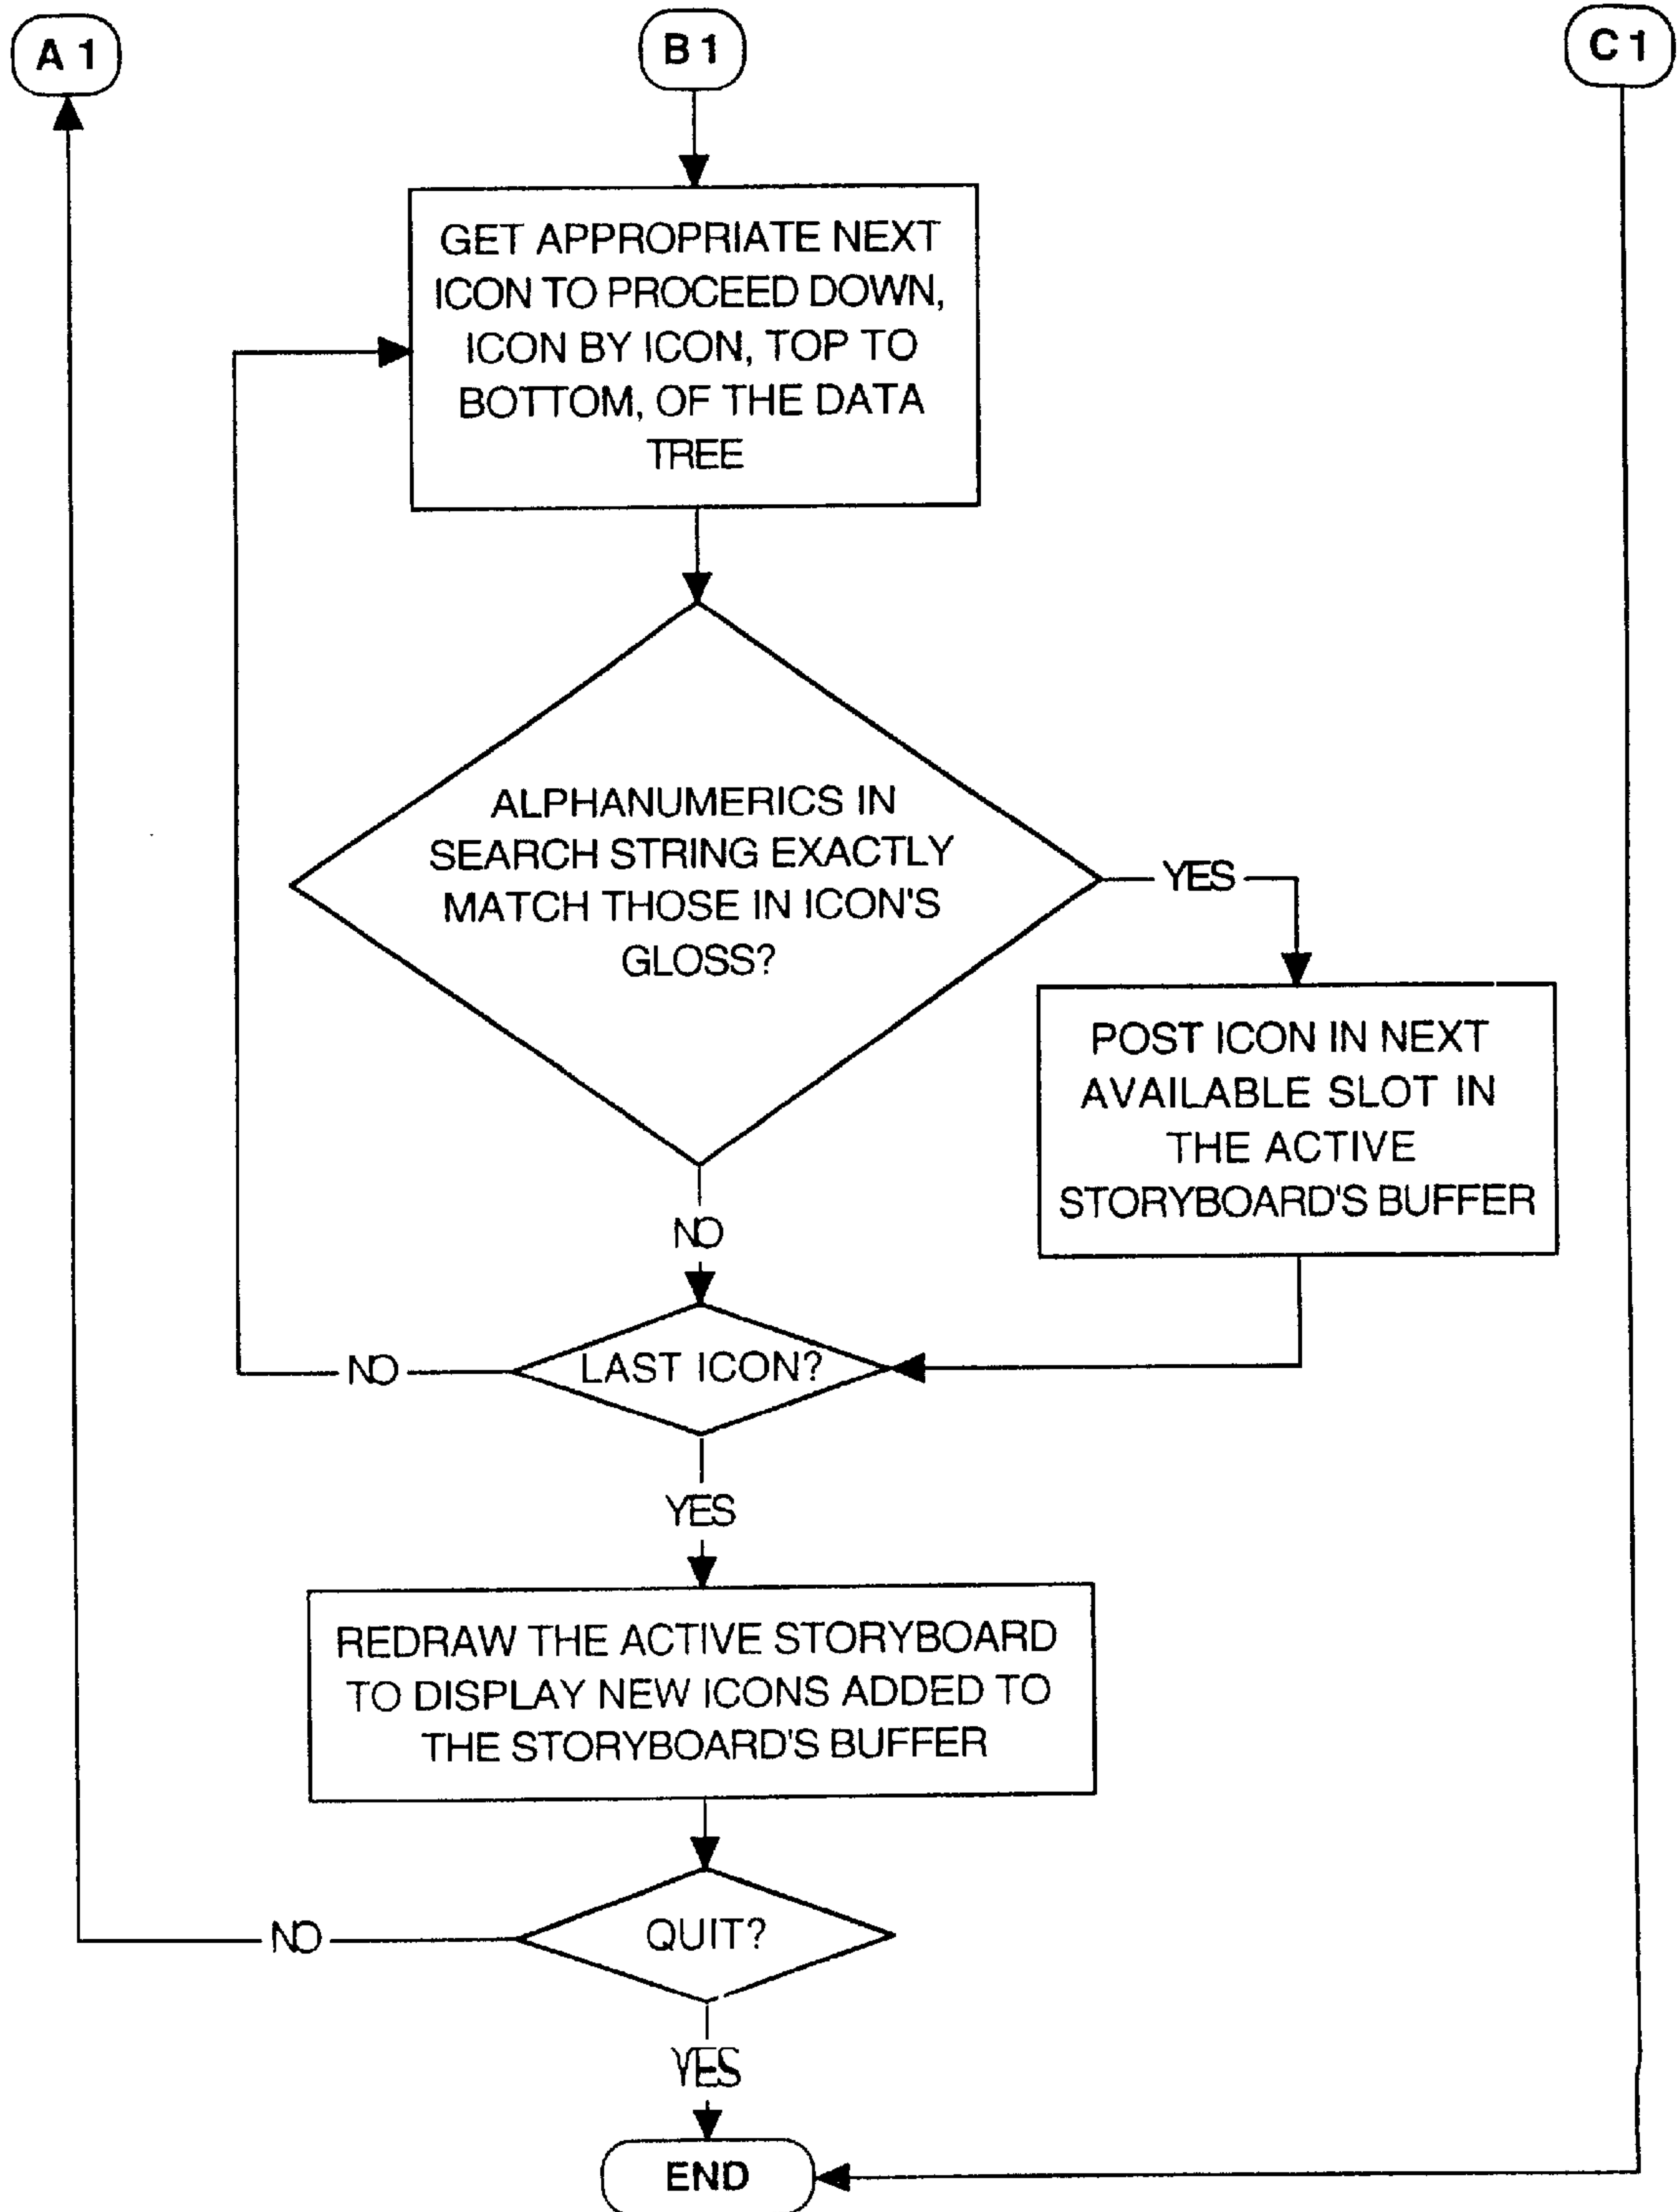 A 1
B 1
C 1
GET APPROPRIATE NEXT
ICON TO PROCEED DOWN,
ICON BY ICON, TOP TO
BOTTOM, OF THE DATA
TREE
ALPHANUMERICS IN
SEARCH STRING EXACTLY
MATCH THOSE IN ICON'S
GLOSS?
YES
POST ICON IN NEXT
AVAILABLE SLOT IN
THE ACTIVE
STORYBOARD'S BUFFER
NO
LAST ICON?
NO
YES
REDRAW THE ACTIVE STORYBOARD
TO DISPLAY NEW ICONS ADDED TO
THE STORYBOARD'S BUFFER
QUIT?
NO
YES
END